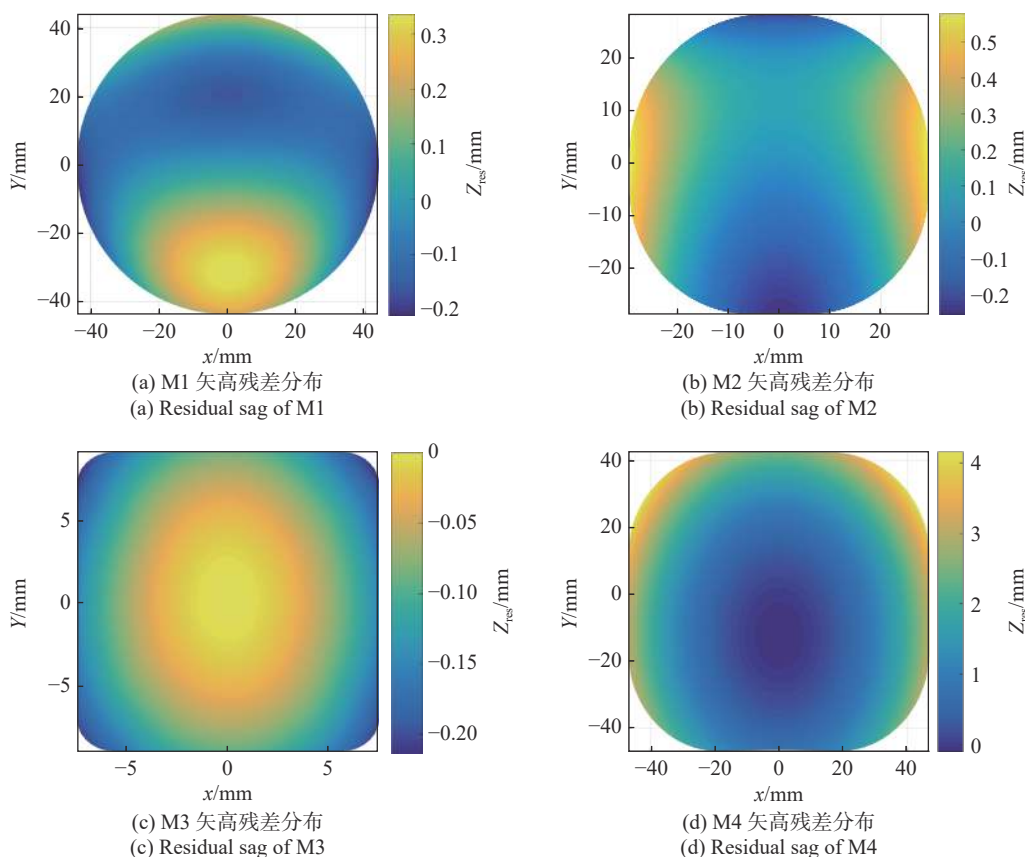 40
20
0
−20
−40
Y/mm
−40 −20 0 20 40
x/mm
0.3
0.2
0.1
0
−0.1
−0.2
Zres/mm
(a) M1 矢高残差分布
(a) Residual sag of M1
20
10
0
−10
−20
Y/mm
−20 −10 0 10 20
x/mm
0.5
0.4
0.3
0.2
0.1
0
−0.1
−0.2
Zres/mm
(b) M2 矢高残差分布
(b) Residual sag of M2
5
0
−5
Y/mm
−5 0 5
x/mm
0
−0.05
−0.10
−0.15
−0.20
Zres/mm
(c) M3 矢高残差分布
(c) Residual sag of M3
40
20
0
−20
−40
Y/mm
−40 −20 0 20 40
x/mm
4
3
2
1
0
Zres/mm
(d) M4 矢高残差分布
(d) Residual sag of M4